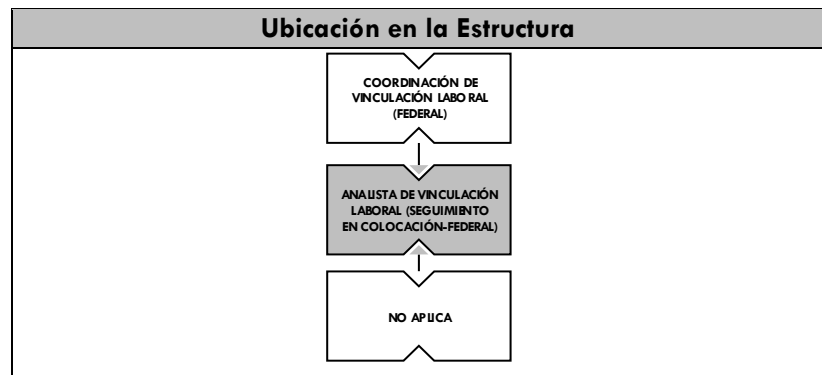 Ubicación en la Estructura
COORDINACIÓN DE
VINCULACIÓN LABORAL
(FEDERAL)
ANALISTA DE VINCULACIÓN
LABORAL (SEGUIMIENTO
EN COLOCACIÓN-FEDERAL)
NO APLICA